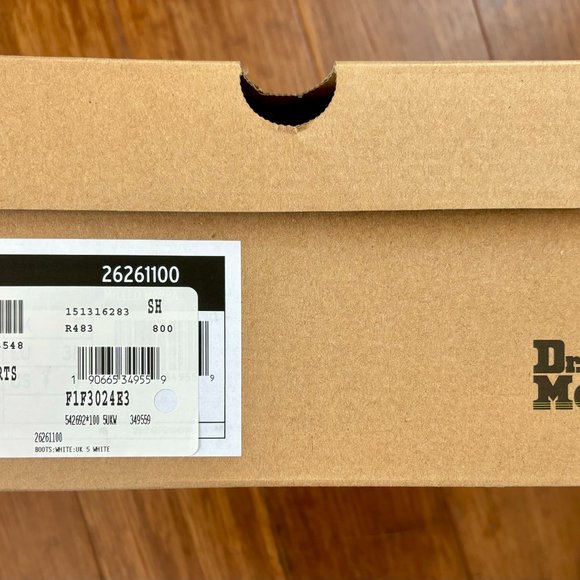 26261100
151316283 SH
R483 800
548
RTS
1 90665 34955 9
9
F1F3024E3
542692*100 5UKW 349559
26261100
BOOTS:WHITE:UK 5 WHITE
Dr
Ma